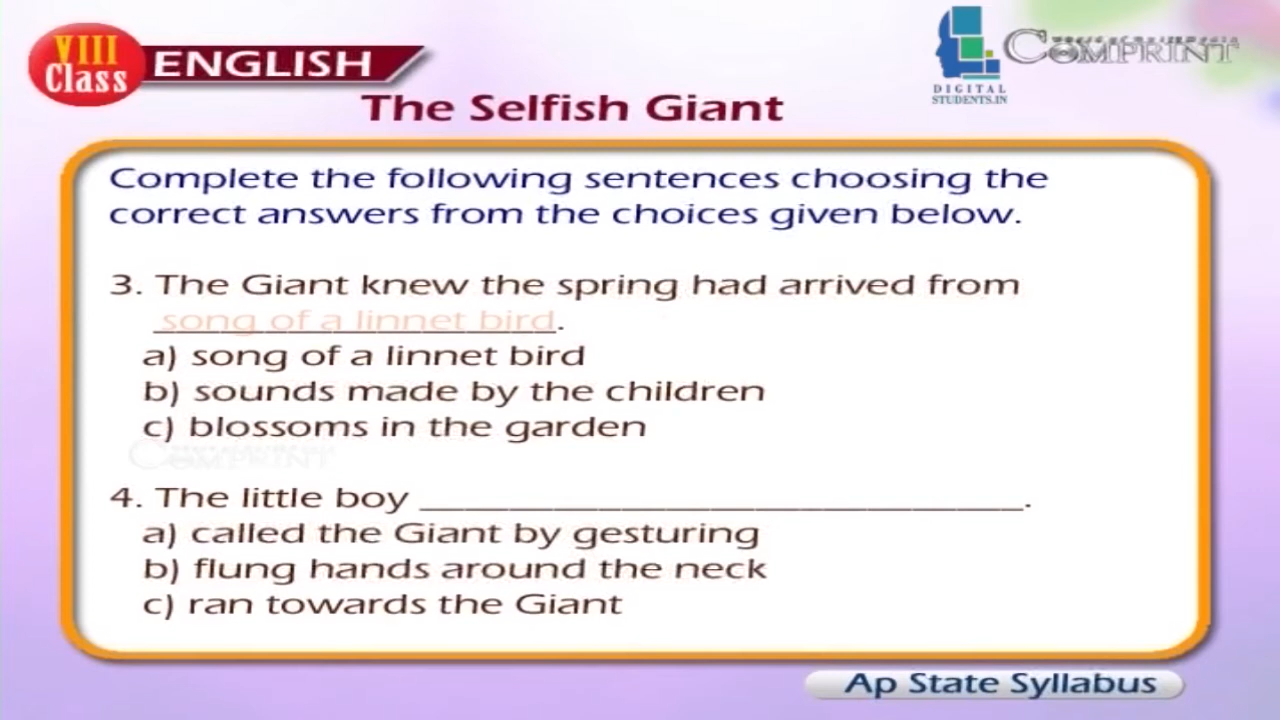 VIII
Class
ENGLISH
DIGITAL
STUDENTS.IN
COMPRINT
The Selfish Giant
Complete the following sentences choosing the
correct answers from the choices given below.
3. The Giant knew the spring had arrived from
song of a linnet bird.
a) song of a linnet bird
b) sounds made by the children
c) blossoms in the garden
COMPRINT
4. The little boy ______________________________.
a) called the Giant by gesturing
b) flung hands around the neck
c) ran towards the Giant
Ap State Syllabus